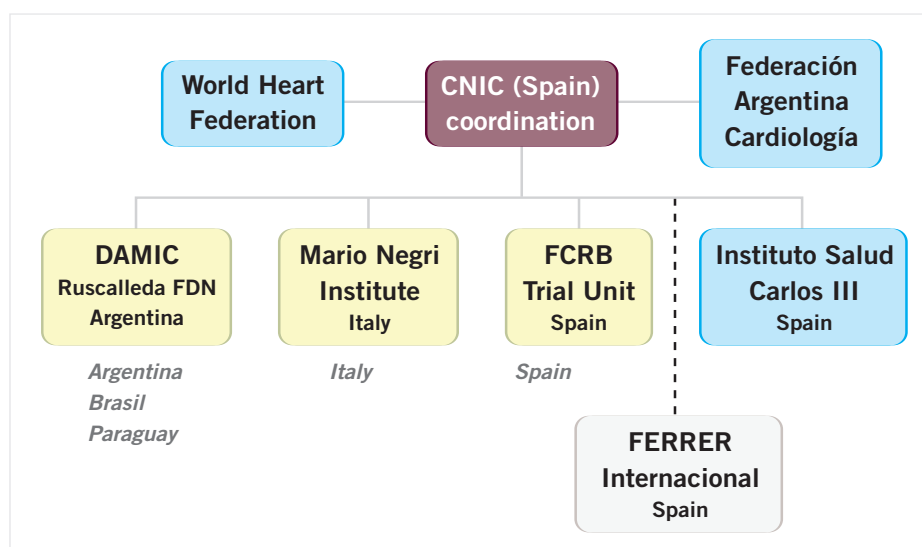 World Heart
Federation
CNIC (Spain)
coordination
Federación
Argentina
Cardiología
DAMIC
Ruscalleda FDN
Argentina
Mario Negri
Institute
Italy
FCRB
Trial Unit
Spain
Instituto Salud
Carlos III
Spain
Argentina
Brasil
Paraguay
Italy
Spain
FERRER
Internacional
Spain